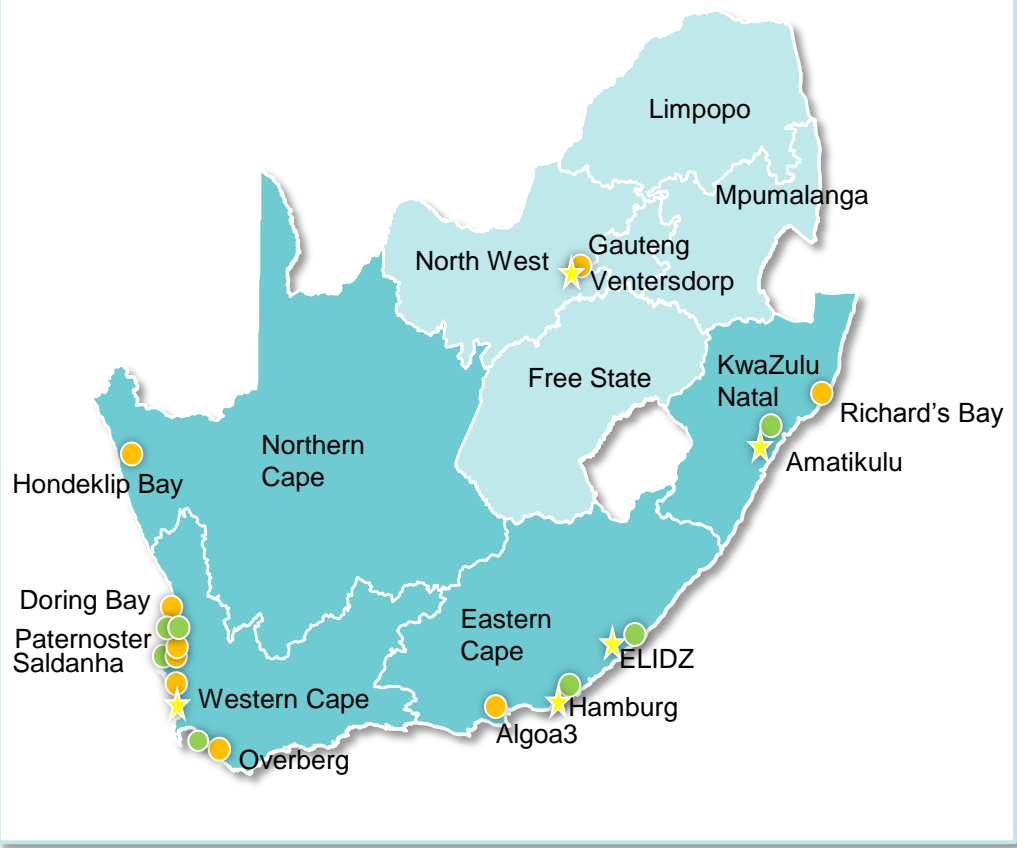 Limpopo
Mpumalanga
Gauteng
North West
Ventersdorp
Free State
KwaZulu
Natal
Richard's Bay
Northern
Cape
Amatikulu
Hondeklip Bay
Doring Bay
Eastern
Cape
Paternoster
Saldanha
ELIDZ
Western Cape
Hamburg
Algoa3
Overberg